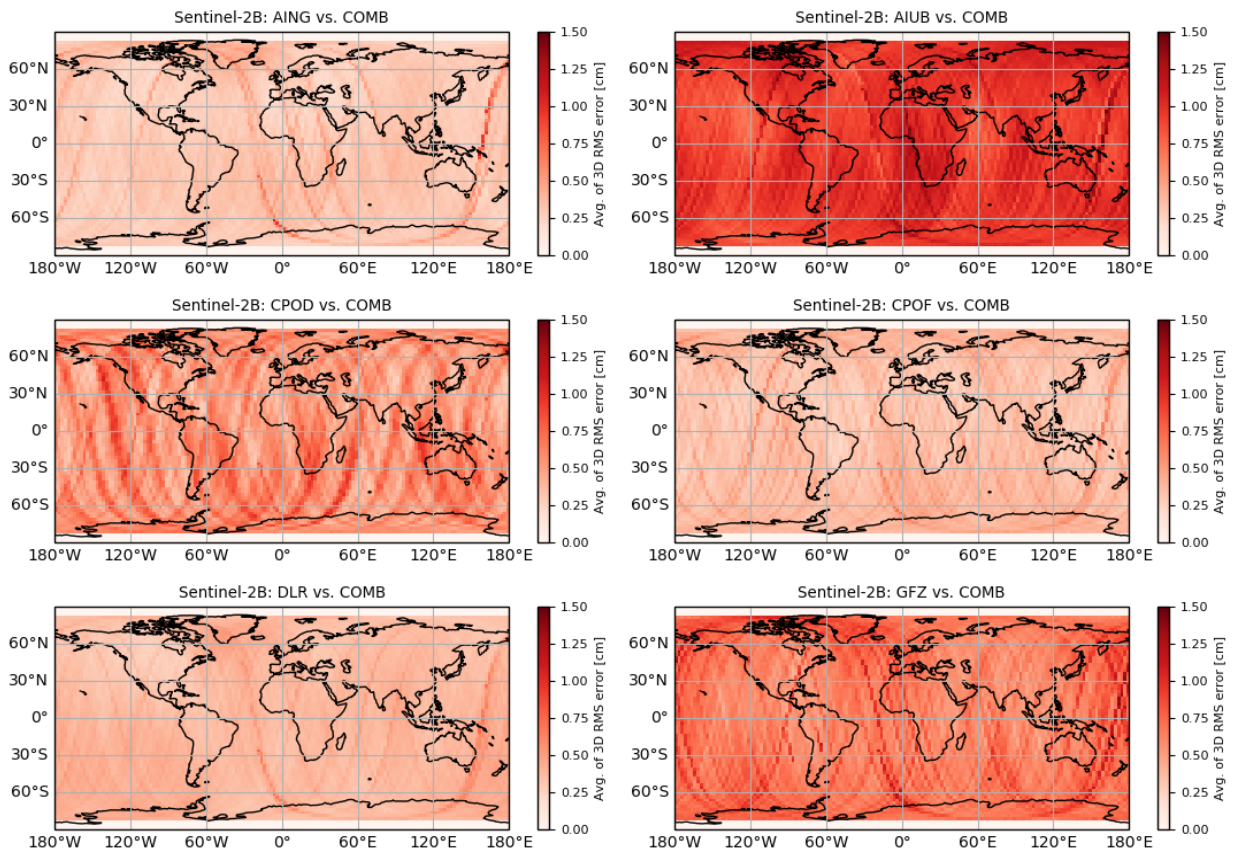 Sentinel-2B: AING vs. COMB
60°N
30°N
0°
30°S
60°S
180°W 120°W 60°W 0° 60°E 120°E 180°E
1.50
1.25
1.00
0.75
0.50
0.25
0.00
Avg. of 3D RMS error [cm]
Sentinel-2B: AIUB vs. COMB
60°N
30°N
0°
30°S
60°S
180°W 120°W 60°W 0° 60°E 120°E 180°E
1.50
1.25
1.00
0.75
0.50
0.25
0.00
Avg. of 3D RMS error [cm]
Sentinel-2B: CPOD vs. COMB
60°N
30°N
0°
30°S
60°S
180°W 120°W 60°W 0° 60°E 120°E 180°E
1.50
1.25
1.00
0.75
0.50
0.25
0.00
Avg. of 3D RMS error [cm]
Sentinel-2B: CPOF vs. COMB
60°N
30°N
0°
30°S
60°S
180°W 120°W 60°W 0° 60°E 120°E 180°E
1.50
1.25
1.00
0.75
0.50
0.25
0.00
Avg. of 3D RMS error [cm]
Sentinel-2B: DLR vs. COMB
60°N
30°N
0°
30°S
60°S
180°W 120°W 60°W 0° 60°E 120°E 180°E
1.50
1.25
1.00
0.75
0.50
0.25
0.00
Avg. of 3D RMS error [cm]
Sentinel-2B: GFZ vs. COMB
60°N
30°N
0°
30°S
60°S
180°W 120°W 60°W 0° 60°E 120°E 180°E
1.50
1.25
1.00
0.75
0.50
0.25
0.00
Avg. of 3D RMS error [cm]